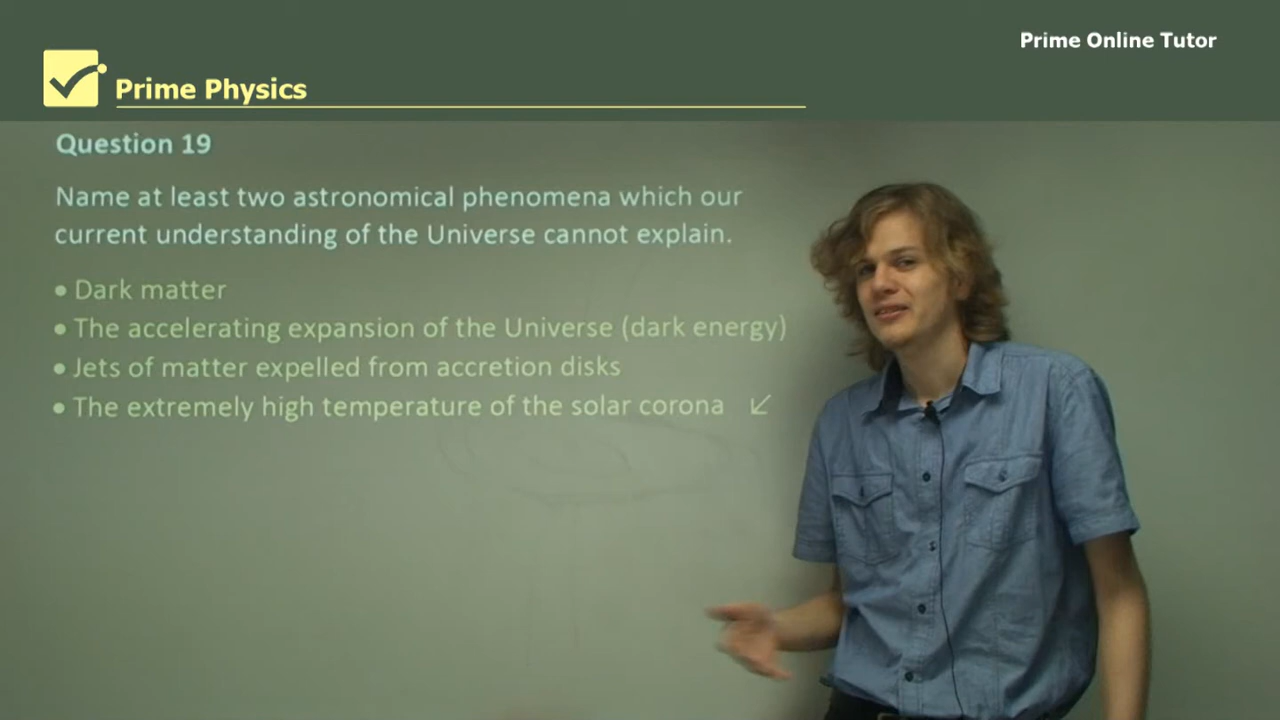 Prime Online Tutor
Prime Physics
Question 19
Name at least two astronomical phenomena which our
current understanding of the Universe cannot explain.
• Dark matter
• The accelerating expansion of the Universe (dark energy)
• Jets of matter expelled from accretion disks
• The extremely high temperature of the solar corona